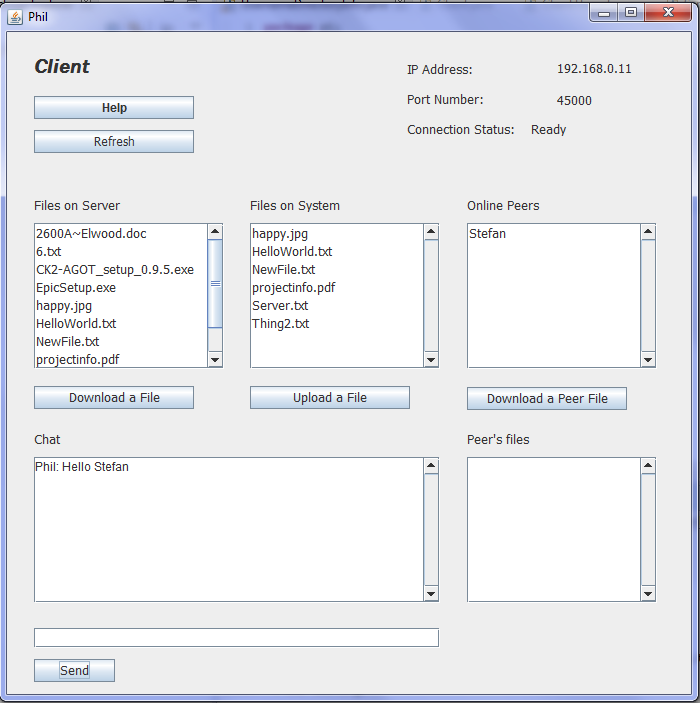 Phil
Client
IP Address: 192.168.0.11
Help
Port Number: 45000
Refresh
Connection Status: Ready
Files on Server
Files on System
Online Peers
2600A~Elwood.doc
6.txt
CK2-AGOT_setup_0.9.5.exe
EpicSetup.exe
happy.jpg
HelloWorld.txt
NewFile.txt
projectinfo.pdf
happy.jpg
HelloWorld.txt
NewFile.txt
projectinfo.pdf
Server.txt
Thing2.txt
Stefan
Download a File
Upload a File
Download a Peer File
Chat
Peer's files
Phil: Hello Stefan
Send